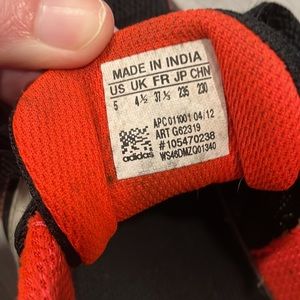 MADE IN INDIA
US UK FR JP CHN
5 4½ 37⅓ 235 230
APC 011001 04/12
ART G62319
#105470238
adidas WS46DMZQ01340